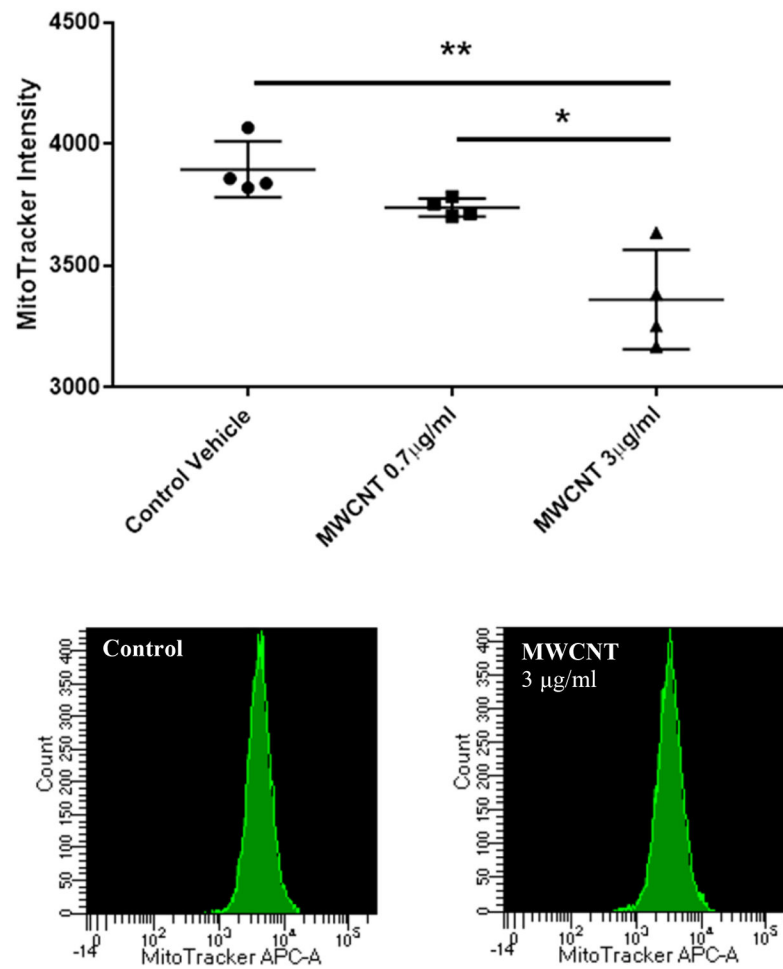 4500
**
*
4000
3500
3000
MitoTracker Intensity
Control Vehicle
MWCNT 0.7μg/ml
MWCNT 3μg/ml
Control
400
350
300
250
200
150
100
50
0
Count
-14 0 10² 10³ 10⁴ 10⁵
MitoTracker APC-A
MWCNT
3 μg/ml
400
350
300
250
200
150
100
50
0
Count
-14 0 10² 10³ 10⁴ 10⁵
MitoTracker APC-A